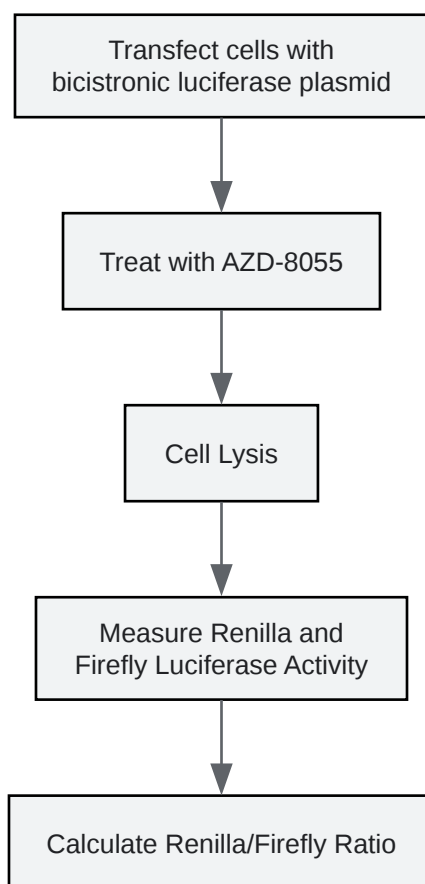 Transfect cells with
bicistronic luciferase plasmid
Treat with AZD-8055
Cell Lysis
Measure Renilla and
Firefly Luciferase Activity
Calculate Renilla/Firefly Ratio